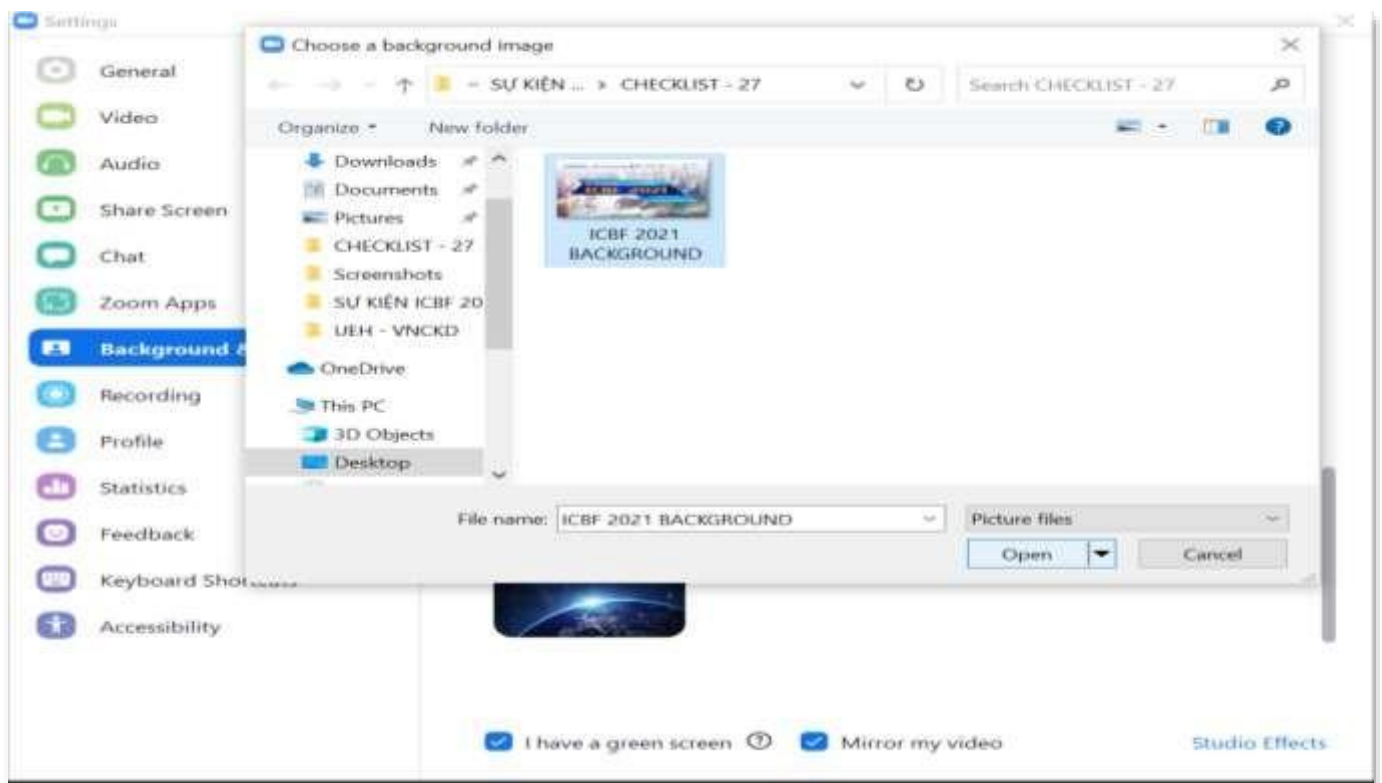 Settings
Choose a background image
SỰ KIỆN ... > CHECKLIST - 27
Search CHECKLIST - 27
Organize
New folder
General
Video
Audio
Share Screen
Chat
Zoom Apps
Background &
Recording
Profile
Statistics
Feedback
Keyboard Shortcuts
Accessibility
Downloads
Documents
Pictures
CHECKLIST - 27
Screenshots
SỰ KIỆN ICBF 20
UEH - VNCKD
OneDrive
This PC
3D Objects
Desktop
ICBF 2021
ICBF 2021
BACKGROUND
File name: ICBF 2021 BACKGROUND
Picture files
Open
Cancel
I have a green screen
Mirror my video
Studio Effects